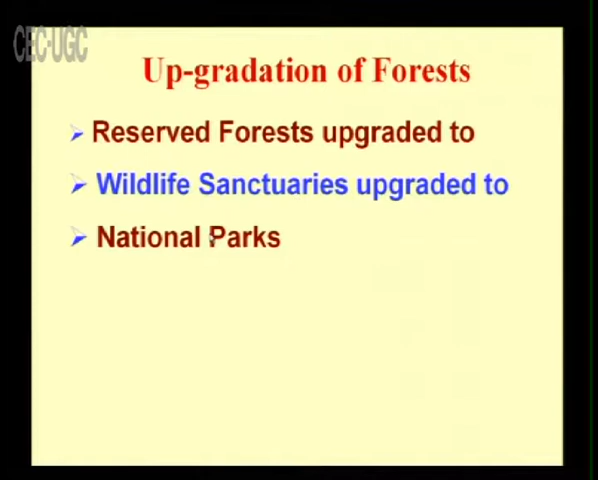 CEC-UGC
Up-gradation of Forests
Reserved Forests upgraded to
Wildlife Sanctuaries upgraded to
National Parks